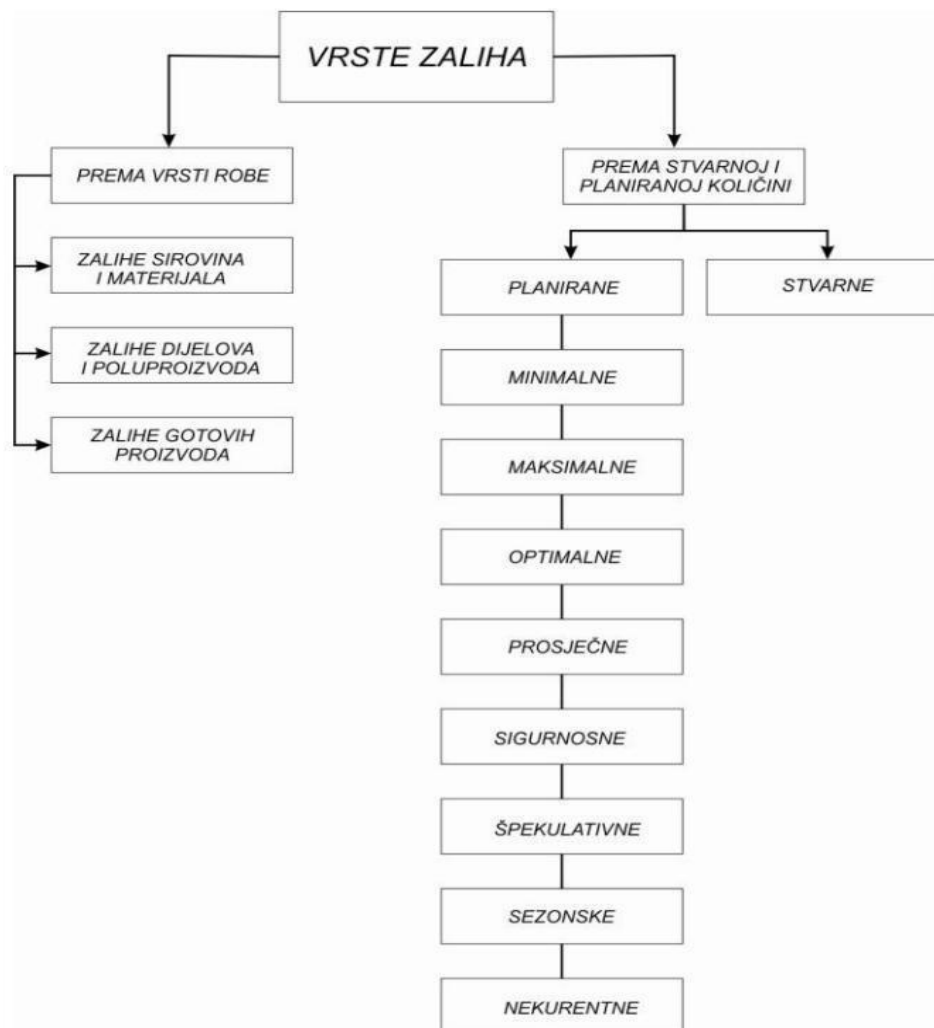 VRSTE ZALIHA
PREMA VRSTI ROBE
ZALIHE SIROVINA
I MATERIJALA
ZALIHE DIJELOVA
I POLUPROIZVODA
ZALIHE GOTOVIH
PROIZVODA
PREMA STVARNOJ I
PLANIRANOJ KOLIČINI
PLANIRANE
STVARNE
MINIMALNE
MAKSIMALNE
OPTIMALNE
PROSJEČNE
SIGURNOSNE
ŠPEKULATIVNE
SEZONSKE
NEKURENTNE